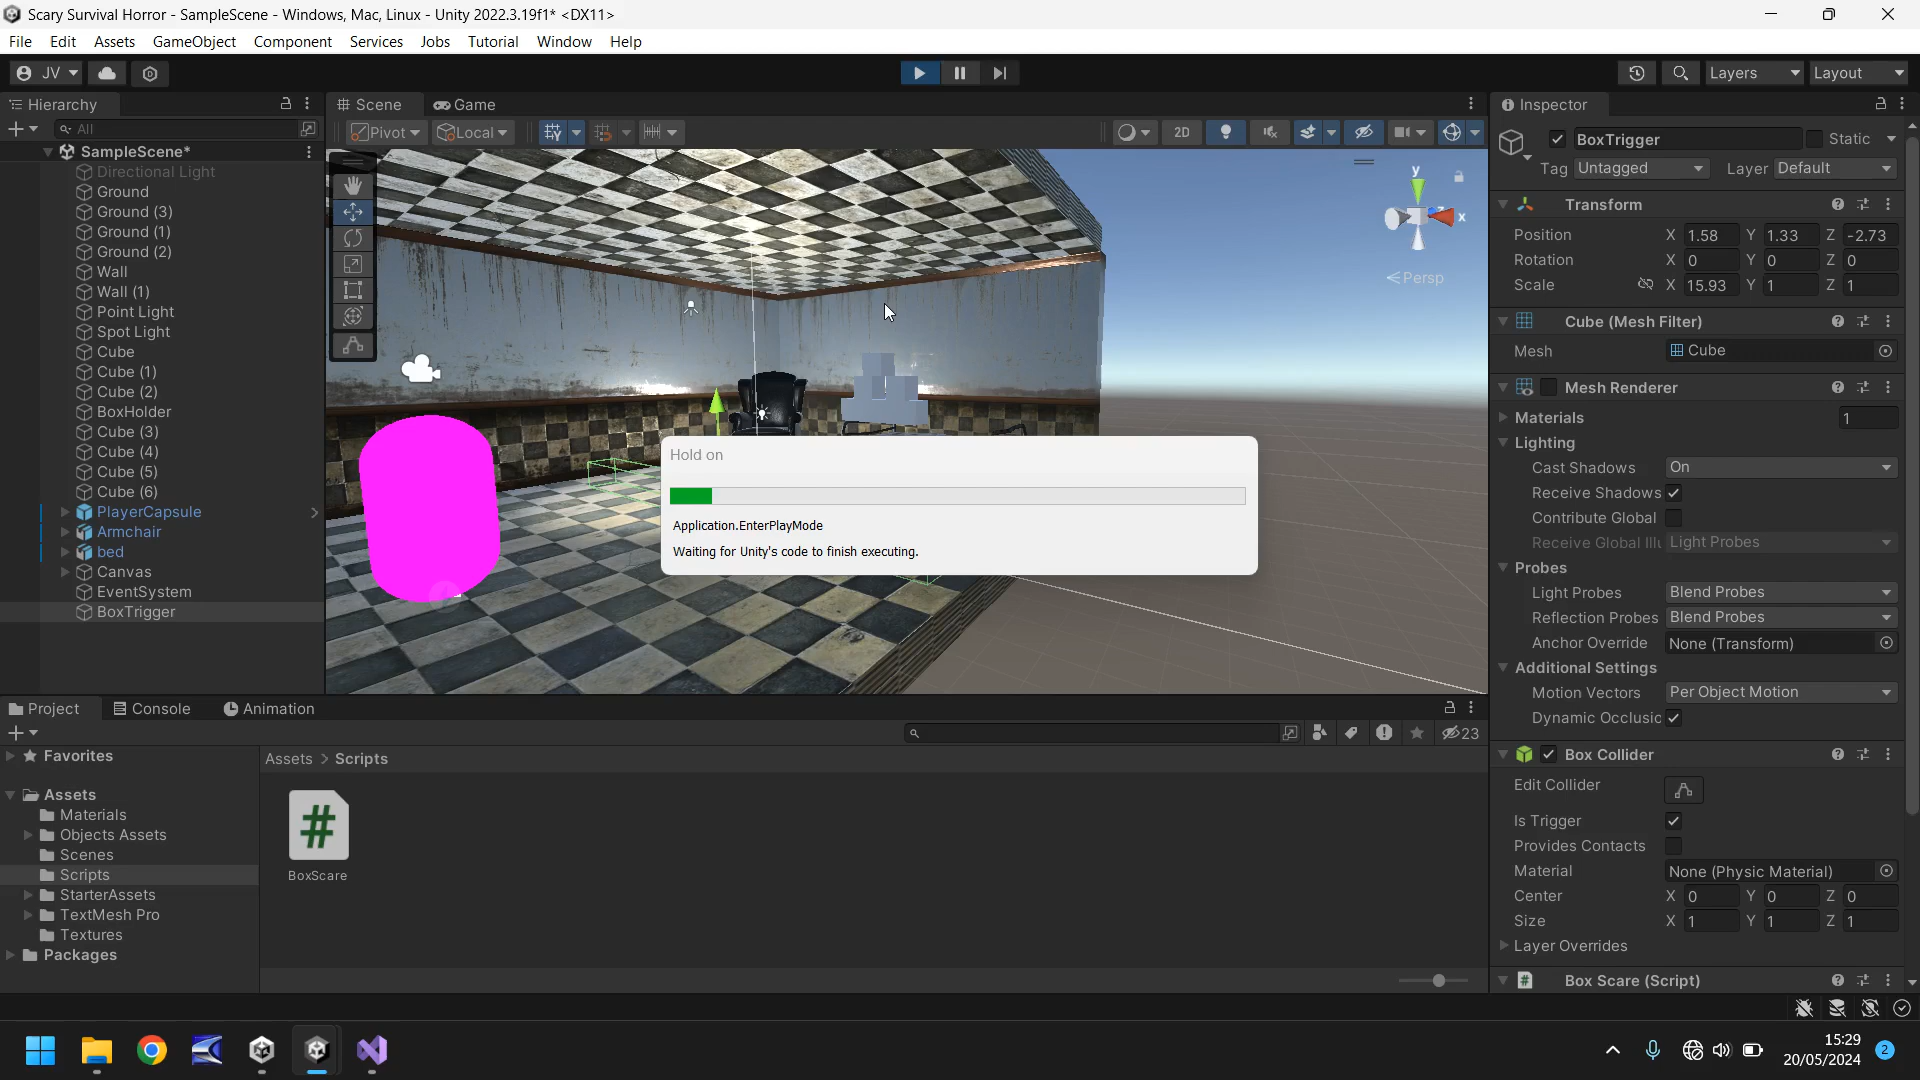 Scary Survival Horror - SampleScene - Windows, Mac, Linux - Unity 2022.3.19f1* <DX11>
File Edit Assets GameObject Component Services Jobs Tutorial Window Help
JV Layers Layout
Hierarchy Scene Game Inspector
All Pivot Local 2D BoxTrigger Static
SampleScene* Tag Untagged Layer Default
Directional Light
Ground
Ground (3)
Ground (1)
Ground (2)
Wall
Wall (1)
Point Light
Spot Light
Cube
Cube (1)
Cube (2)
BoxHolder
Cube (3)
Cube (4)
Cube (5)
Cube (6)
PlayerCapsule
Armchair
bed
Canvas
EventSystem
BoxTrigger
y
x
Persp
Hold on
Application.EnterPlayMode
Waiting for Unity's code to finish executing.
Transform
Position X 1.58 Y 1.33 Z -2.73
Rotation X 0 Y 0 Z 0
Scale X 15.93 Y 1 Z 1
Cube (Mesh Filter)
Mesh Cube
Mesh Renderer
Materials 1
Lighting
Cast Shadows On
Receive Shadows
Contribute Global
Receive Global Illu Light Probes
Probes
Light Probes Blend Probes
Reflection Probes Blend Probes
Anchor Override None (Transform)
Additional Settings
Motion Vectors Per Object Motion
Dynamic Occlusic
Box Collider
Edit Collider
Is Trigger
Provides Contacts
Material None (Physic Material)
Center X 0 Y 0 Z 0
Size X 1 Y 1 Z 1
Layer Overrides
Box Scare (Script)
Project Console Animation
23
Favorites
Assets > Scripts
Assets
Materials
Objects Assets
Scenes
Scripts
StarterAssets
TextMesh Pro
Textures
Packages
#
BoxScare
15:29
20/05/2024
2